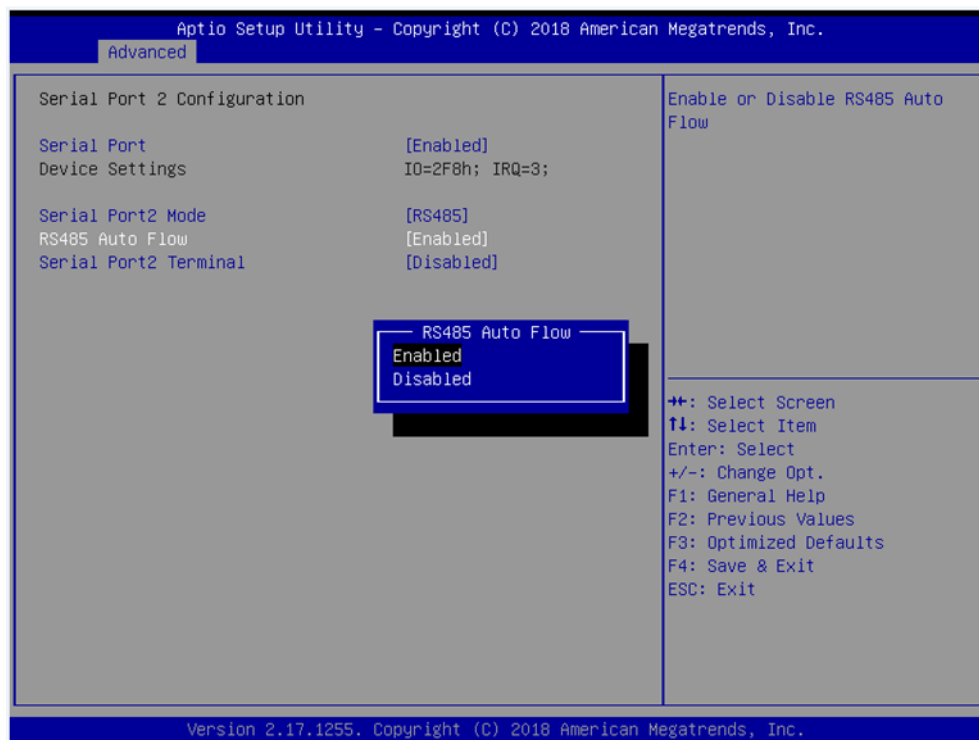 Aptio Setup Utility – Copyright (C) 2018 American Megatrends, Inc.
Advanced
Serial Port 2 Configuration
Serial Port [Enabled]
Device Settings IO=2F8h; IRQ=3;
Serial Port2 Mode [RS485]
RS485 Auto Flow [Enabled]
Serial Port2 Terminal [Disabled]
RS485 Auto Flow
Enabled
Disabled
Enable or Disable RS485 Auto
Flow
→←: Select Screen
↑↓: Select Item
Enter: Select
+/-: Change Opt.
F1: General Help
F2: Previous Values
F3: Optimized Defaults
F4: Save & Exit
ESC: Exit
Version 2.17.1255. Copyright (C) 2018 American Megatrends, Inc.